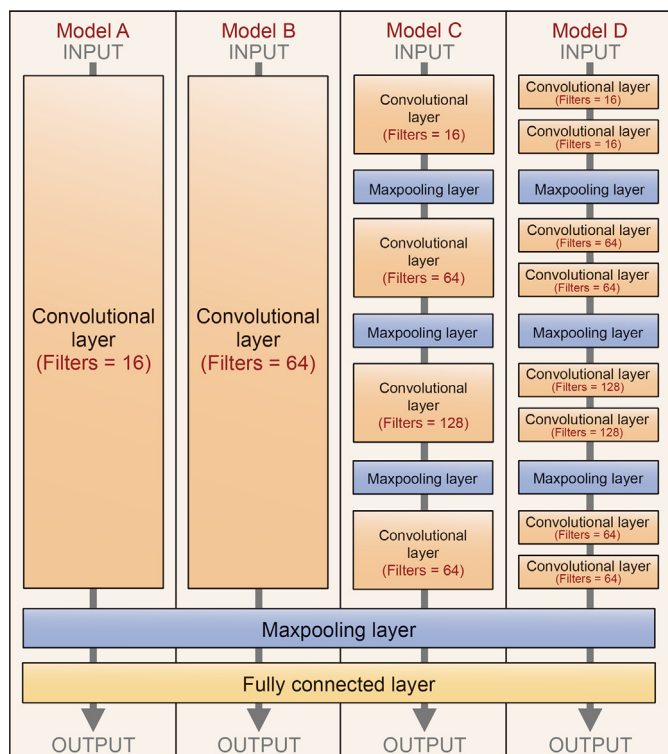 Model A
INPUT
Convolutional
layer
(Filters = 16)
Model B
INPUT
Convolutional
layer
(Filters = 64)
Model C
INPUT
Convolutional
layer
(Filters = 16)
Maxpooling layer
Convolutional
layer
(Filters = 64)
Maxpooling layer
Convolutional
layer
(Filters = 128)
Maxpooling layer
Convolutional
layer
(Filters = 64)
Model D
INPUT
Convolutional layer
(Filters = 16)
Convolutional layer
(Filters = 16)
Maxpooling layer
Convolutional layer
(Filters = 64)
Convolutional layer
(Filters = 64)
Maxpooling layer
Convolutional layer
(Filters = 128)
Convolutional layer
(Filters = 128)
Maxpooling layer
Convolutional layer
(Filters = 64)
Convolutional layer
(Filters = 64)
Maxpooling layer
Fully connected layer
OUTPUT
OUTPUT
OUTPUT
OUTPUT